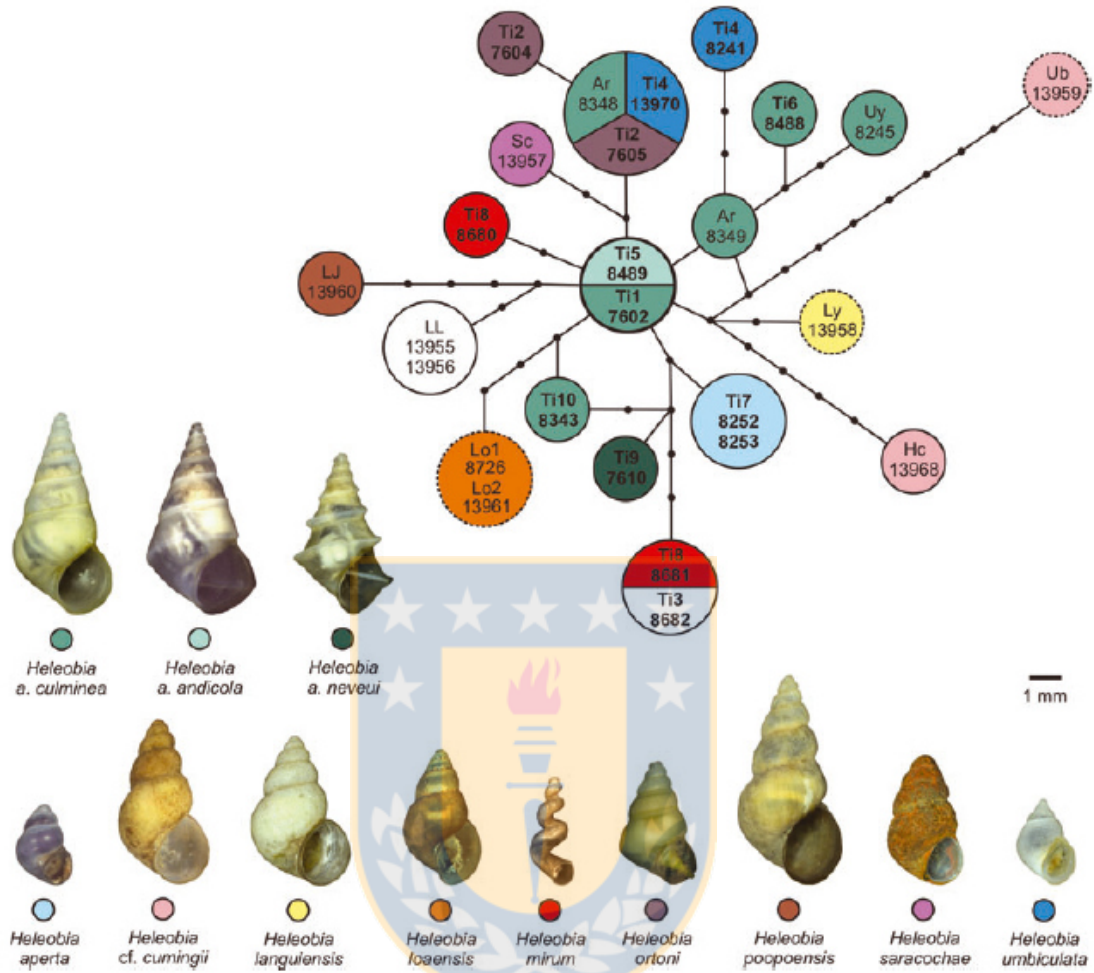 Ti2
7604
Ar
8348
Ti4
13970
Ti2
7605
Ti4
8241
Ti6
8488
Uy
8245
Ub
13959
Sc
13957
Ti8
8680
Ar
8349
Ti5
8489
Ti1
7602
LJ
13960
LL
13955
13956
Ly
13958
Ti10
8343
Ti7
8252
8253
Lo1
8726
Lo2
13961
Ti9
7610
Hc
13968
Ti8
8681
Ti3
8682
Heleobia
a. culminea
Heleobia
a. andicola
Heleobia
a. neveui
1 mm
Heleobia
aperta
Heleobia
cf. cumingii
Heleobia
languiensis
Heleobia
loaensis
Heleobia
mirum
Heleobia
ortoni
Heleobia
poopoensis
Heleobia
saracochae
Heleobia
umbiculata